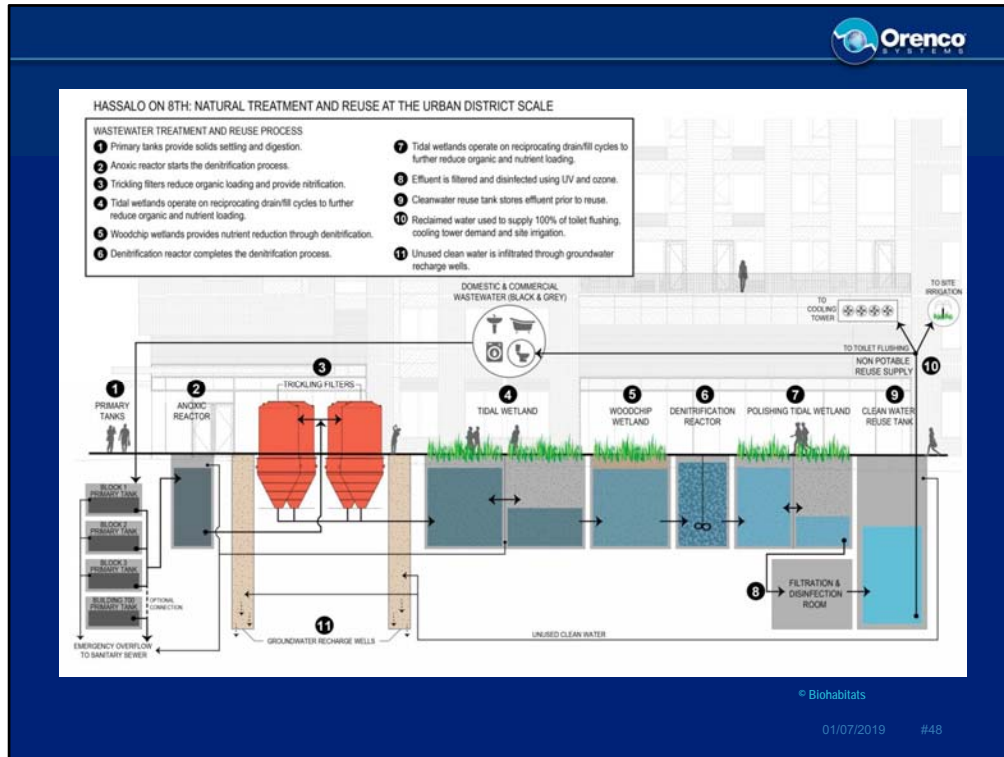 Orenco
SYSTEMS
HASSALO ON 8TH: NATURAL TREATMENT AND REUSE AT THE URBAN DISTRICT SCALE
WASTEWATER TREATMENT AND REUSE PROCESS
1 Primary tanks provide solids settling and digestion.
2 Anoxic reactor starts the denitrification process.
3 Trickling filters reduce organic loading and provide nitrification.
4 Tidal wetlands operate on reciprocating drain/fill cycles to further
reduce organic and nutrient loading.
5 Woodchip wetlands provides nutrient reduction through denitrification.
6 Denitrification reactor completes the denitrifcation process.
7 Tidal wetlands operate on reciprocating drain/fill cycles to
further reduce organic and nutrient loading.
8 Effluent is filtered and disinfected using UV and ozone.
9 Cleanwater reuse tank stores effluent prior to reuse.
10 Reclaimed water used to supply 100% of toilet flushing,
cooling tower demand and site irrigation.
11 Unused clean water is infiltrated through groundwater
recharge wells.
DOMESTIC & COMMERCIAL
WASTEWATER (BLACK & GREY)
TO
COOLING
TOWER
TO SITE
IRRIGATION
TO TOILET FLUSHING
NON POTABLE
REUSE SUPPLY
10
1
PRIMARY
TANKS
2
ANOXIC
REACTOR
3
TRICKLING FILTERS
4
TIDAL WETLAND
5
WOODCHIP
WETLAND
6
DENITRIFICATION
REACTOR
7
POLISHING TIDAL WETLAND
9
CLEAN WATER
REUSE TANK
BLOCK 1
PRIMARY TANK
BLOCK 2
PRIMARY TANK
BLOCK 3
PRIMARY TANK
BUILDING 700
PRIMARY TANK
OPTIONAL
CONNECTION
EMERGENCY OVERFLOW
TO SANITARY SEWER
11
GROUNDWATER RECHARGE WELLS
8
FILTRATION &
DISINFECTION
ROOM
UNUSED CLEAN WATER
© Biohabitats
01/07/2019 #48